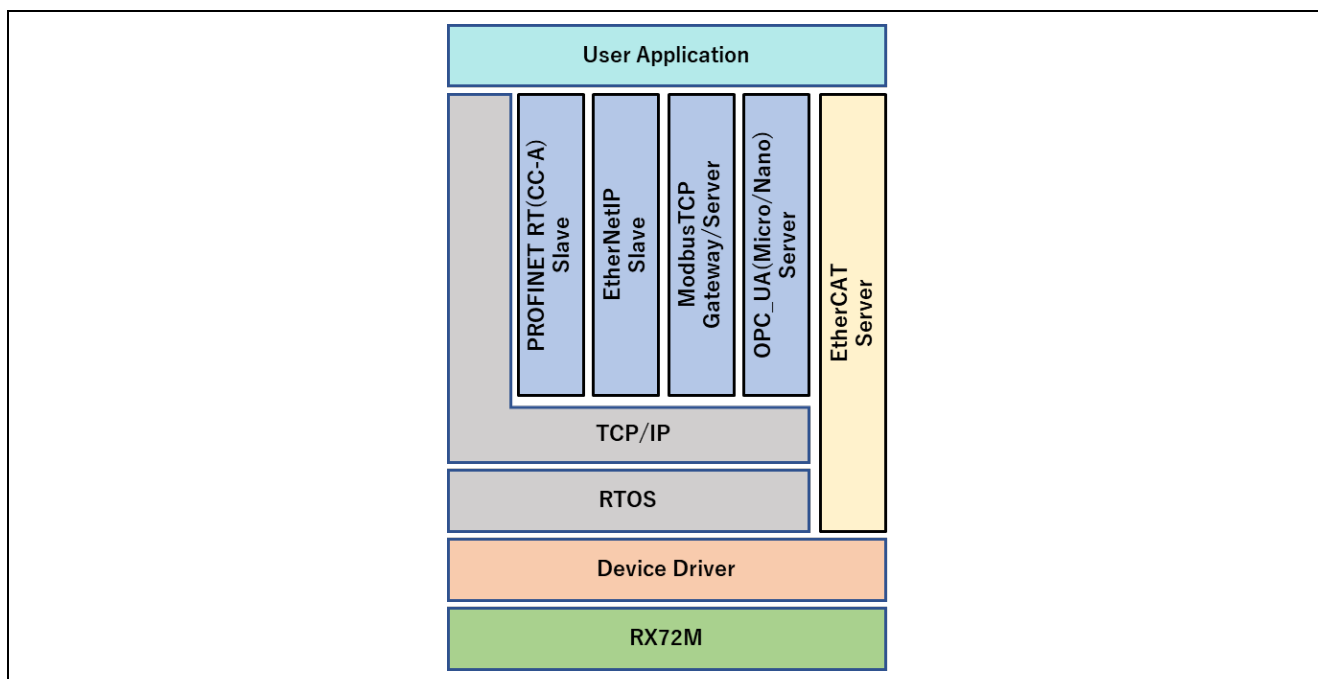 User Application
PROFINET RT(CC-A)
Slave
EtherNetIP
Slave
ModbusTCP
Gateway/Server
OPC_UA(Micro/Nano)
Server
EtherCAT
Server
TCP/IP
RTOS
Device Driver
RX72M